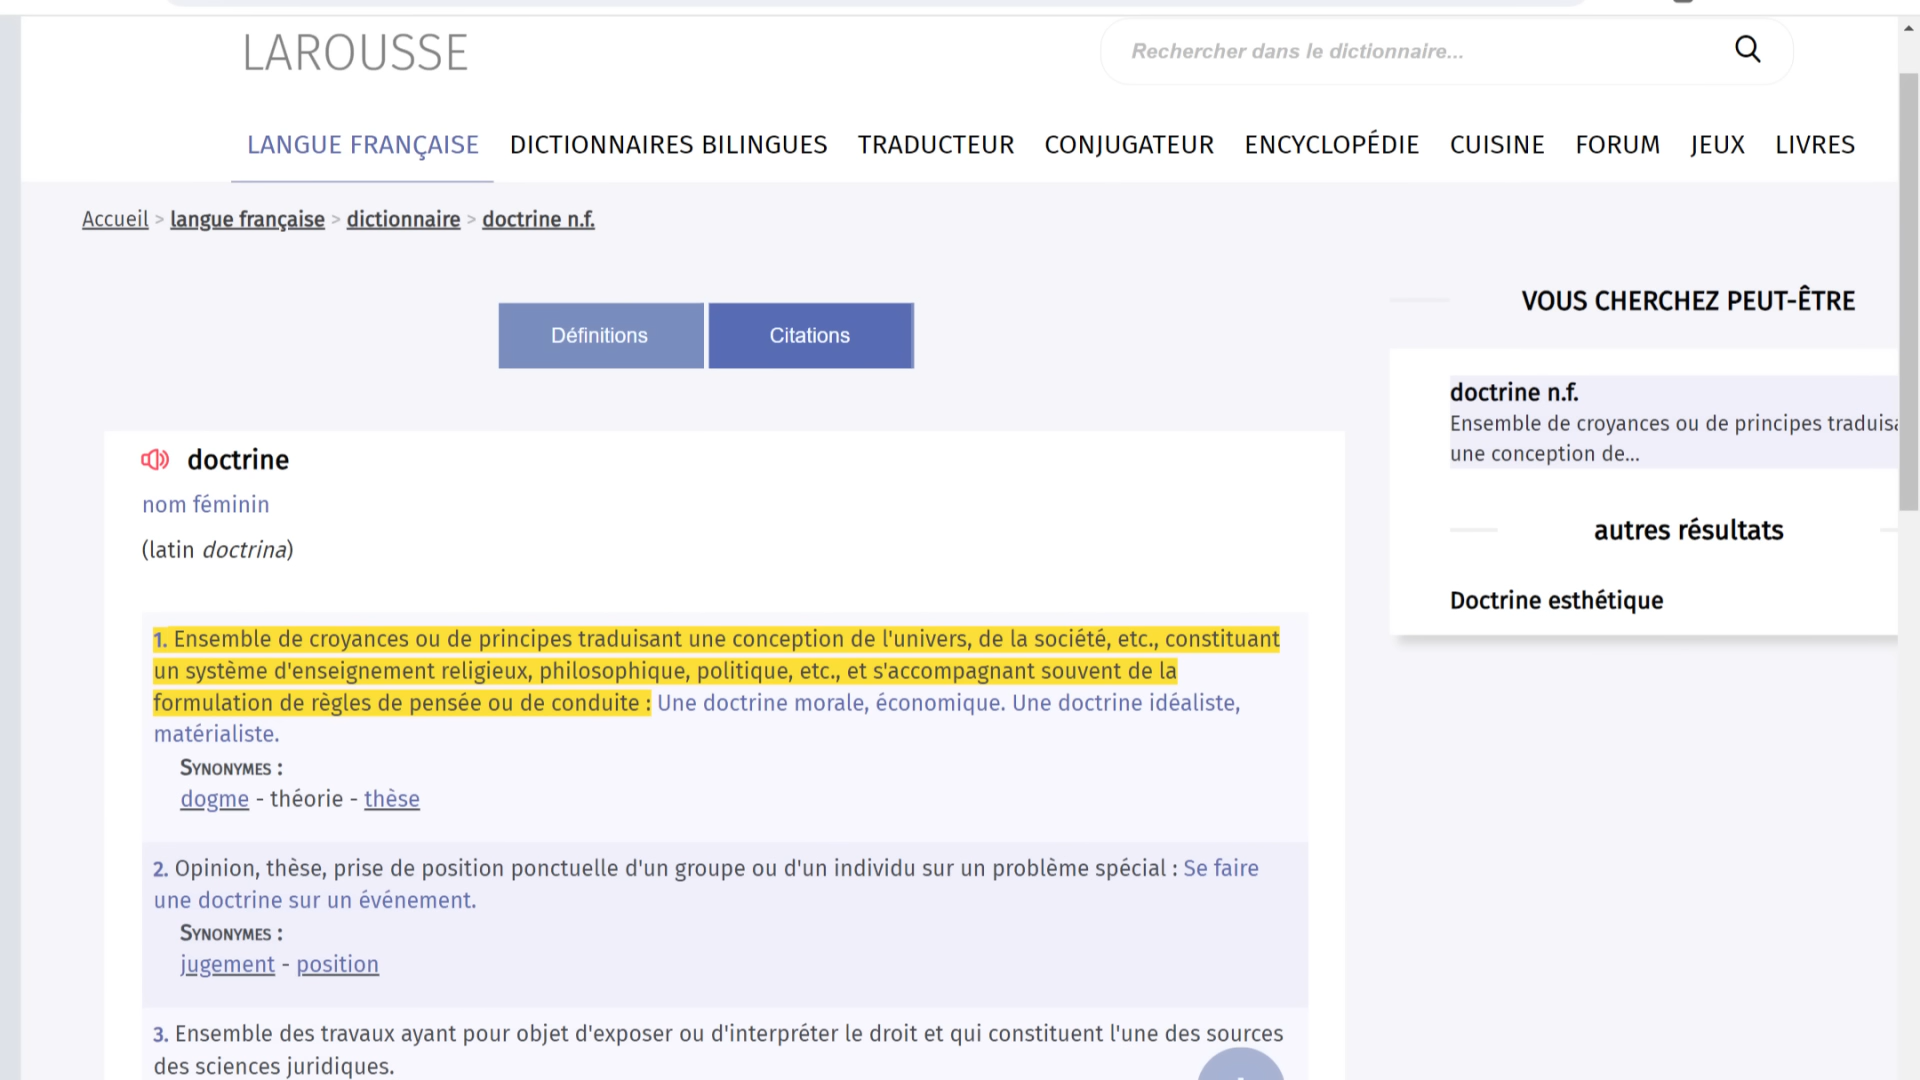 LAROUSSE
Rechercher dans le dictionnaire...
LANGUE FRANÇAISE DICTIONNAIRES BILINGUES TRADUCTEUR CONJUGATEUR ENCYCLOPÉDIE CUISINE FORUM JEUX LIVRES
Accueil > langue française > dictionnaire > doctrine n.f.
Définitions Citations
doctrine
nom féminin
(latin doctrina)
1. Ensemble de croyances ou de principes traduisant une conception de l'univers, de la société, etc., constituant
un système d'enseignement religieux, philosophique, politique, etc., et s'accompagnant souvent de la
formulation de règles de pensée ou de conduite : Une doctrine morale, économique. Une doctrine idéaliste,
matérialiste.
Synonymes :
dogme - théorie - thèse
2. Opinion, thèse, prise de position ponctuelle d'un groupe ou d'un individu sur un problème spécial : Se faire
une doctrine sur un événement.
Synonymes :
jugement - position
3. Ensemble des travaux ayant pour objet d'exposer ou d'interpréter le droit et qui constituent l'une des sources
des sciences juridiques.
VOUS CHERCHEZ PEUT-ÊTRE
doctrine n.f.
Ensemble de croyances ou de principes traduisa
une conception de...
autres résultats
Doctrine esthétique